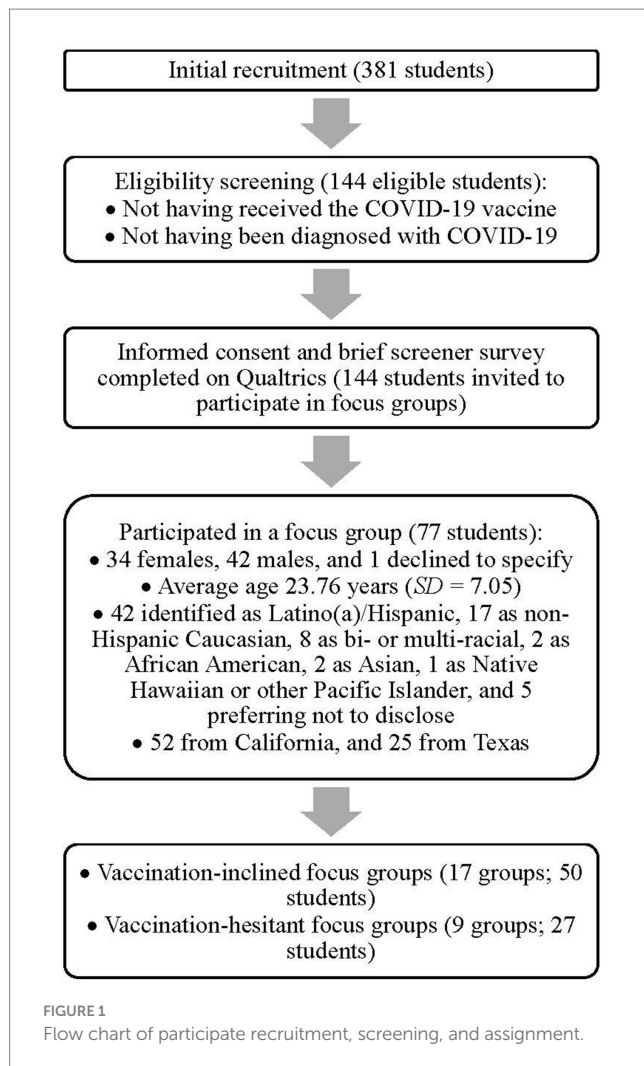 Initial recruitment (381 students)
Eligibility screening (144 eligible students):
• Not having received the COVID-19 vaccine
• Not having been diagnosed with COVID-19
Informed consent and brief screener survey
completed on Qualtrics (144 students invited to
participate in focus groups)
Participated in a focus group (77 students):
• 34 females, 42 males, and 1 declined to specify
• Average age 23.76 years (SD = 7.05)
• 42 identified as Latino(a)/Hispanic, 17 as non-
Hispanic Caucasian, 8 as bi- or multi-racial, 2 as
African American, 2 as Asian, 1 as Native
Hawaiian or other Pacific Islander, and 5
preferring not to disclose
• 52 from California, and 25 from Texas
• Vaccination-inclined focus groups (17 groups; 50
students)
• Vaccination-hesitant focus groups (9 groups; 27
students)
FIGURE 1
Flow chart of participate recruitment, screening, and assignment.